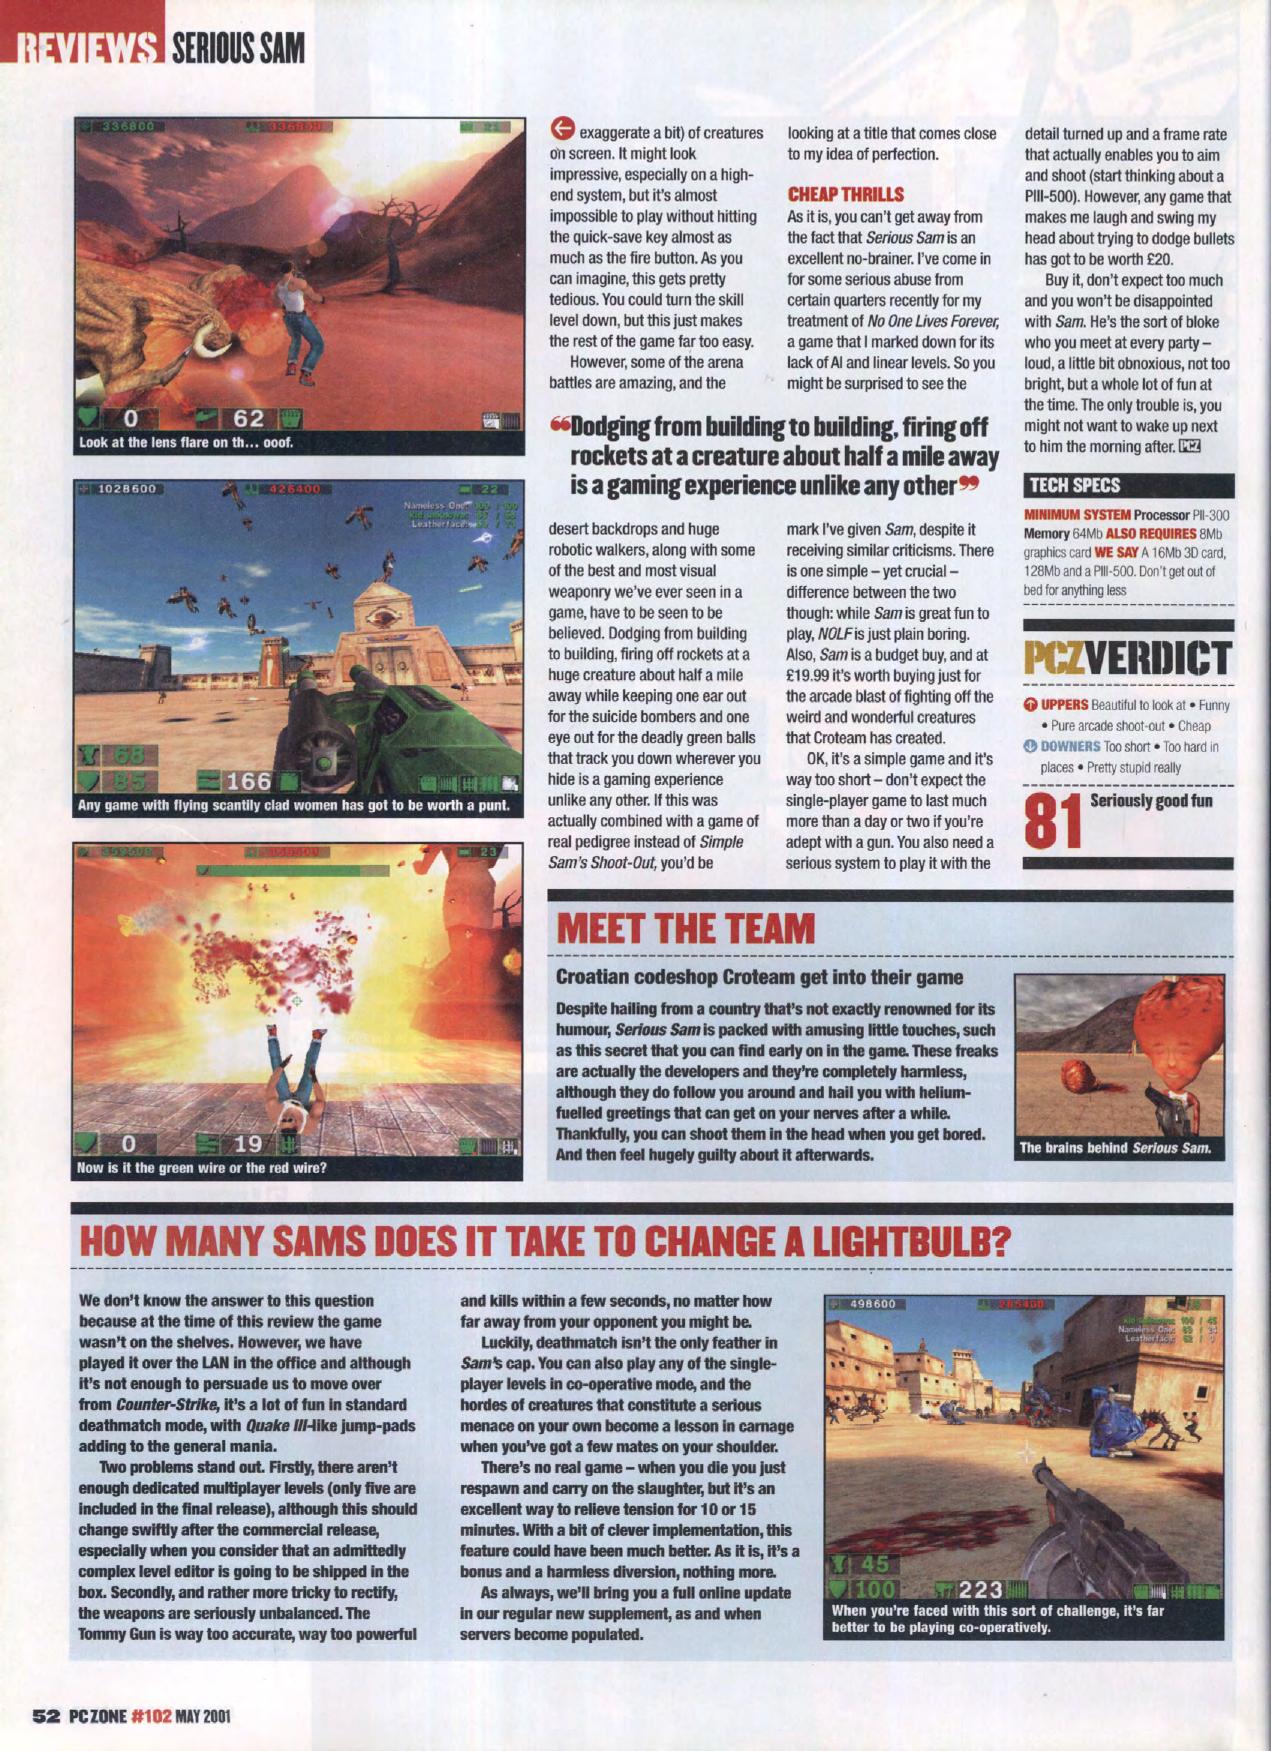 REVIEWS SERIOUS SAM
336800 336800 21
0 62
Look at the lens flare on th... ooof.
1028600 426400 22
Nameless One: 100 / 100
Leatherface:
68
85 166
Any game with flying scantily clad women has got to be worth a punt.
23
0 19
Now is it the green wire or the red wire?
exaggerate a bit) of creatures
on screen. It might look
impressive, especially on a high-
end system, but it's almost
impossible to play without hitting
the quick-save key almost as
much as the fire button. As you
can imagine, this gets pretty
tedious. You could turn the skill
level down, but this just makes
the rest of the game far too easy.
However, some of the arena
battles are amazing, and the
desert backdrops and huge
robotic walkers, along with some
of the best and most visual
weaponry we've ever seen in a
game, have to be seen to be
believed. Dodging from building
to building, firing off rockets at a
huge creature about half a mile
away while keeping one ear out
for the suicide bombers and one
eye out for the deadly green balls
that track you down wherever you
hide is a gaming experience
unlike any other. If this was
actually combined with a game of
real pedigree instead of Simple
Sam's Shoot-Out, you'd be
looking at a title that comes close
to my idea of perfection.
CHEAP THRILLS
As it is, you can't get away from
the fact that Serious Sam is an
excellent no-brainer. I've come in
for some serious abuse from
certain quarters recently for my
treatment of No One Lives Forever,
a game that I marked down for its
lack of AI and linear levels. So you
might be surprised to see the
“Dodging from building to building, firing off
rockets at a creature about half a mile away
is a gaming experience unlike any other”
mark I've given Sam, despite it
receiving similar criticisms. There
is one simple – yet crucial –
difference between the two
though: while Sam is great fun to
play, NOLF is just plain boring.
Also, Sam is a budget buy, and at
£19.99 it's worth buying just for
the arcade blast of fighting off the
weird and wonderful creatures
that Croteam has created.
OK, it's a simple game and it's
way too short – don't expect the
single-player game to last much
more than a day or two if you're
adept with a gun. You also need a
serious system to play it with the
detail turned up and a frame rate
that actually enables you to aim
and shoot (start thinking about a
PIII-500). However, any game that
makes me laugh and swing my
head about trying to dodge bullets
has got to be worth £20.
Buy it, don't expect too much
and you won't be disappointed
with Sam. He's the sort of bloke
who you meet at every party –
loud, a little bit obnoxious, not too
bright, but a whole lot of fun at
the time. The only trouble is, you
might not want to wake up next
to him the morning after. PCZ
TECH SPECS
MINIMUM SYSTEM Processor PII-300
Memory 64Mb ALSO REQUIRES 8Mb
graphics card WE SAY A 16Mb 3D card,
128Mb and a PIII-500. Don't get out of
bed for anything less
PCZVERDICT
UPPERS Beautiful to look at • Funny
• Pure arcade shoot-out • Cheap
DOWNERS Too short • Too hard in
places • Pretty stupid really
81 Seriously good fun
MEET THE TEAM
Croatian codeshop Croteam get into their game
Despite hailing from a country that's not exactly renowned for its
humour, Serious Sam is packed with amusing little touches, such
as this secret that you can find early on in the game. These freaks
are actually the developers and they're completely harmless,
although they do follow you around and hail you with helium-
fuelled greetings that can get on your nerves after a while.
Thankfully, you can shoot them in the head when you get bored.
And then feel hugely guilty about it afterwards.
The brains behind Serious Sam.
HOW MANY SAMS DOES IT TAKE TO CHANGE A LIGHTBULB?
We don't know the answer to this question
because at the time of this review the game
wasn't on the shelves. However, we have
played it over the LAN in the office and although
it's not enough to persuade us to move over
from Counter-Strike, it's a lot of fun in standard
deathmatch mode, with Quake III-like jump-pads
adding to the general mania.
Two problems stand out. Firstly, there aren't
enough dedicated multiplayer levels (only five are
included in the final release), although this should
change swiftly after the commercial release,
especially when you consider that an admittedly
complex level editor is going to be shipped in the
box. Secondly, and rather more tricky to rectify,
the weapons are seriously unbalanced. The
Tommy Gun is way too accurate, way too powerful
and kills within a few seconds, no matter how
far away from your opponent you might be.
Luckily, deathmatch isn't the only feather in
Sam's cap. You can also play any of the single-
player levels in co-operative mode, and the
hordes of creatures that constitute a serious
menace on your own become a lesson in carnage
when you've got a few mates on your shoulder.
There's no real game – when you die you just
respawn and carry on the slaughter, but it's an
excellent way to relieve tension for 10 or 15
minutes. With a bit of clever implementation, this
feature could have been much better. As it is, it's a
bonus and a harmless diversion, nothing more.
As always, we'll bring you a full online update
in our regular new supplement, as and when
servers become populated.
498600
Nameless One:
Leatherface:
45
100 223
When you're faced with this sort of challenge, it's far
better to be playing co-operatively.
52 PC ZONE #102 MAY 2001